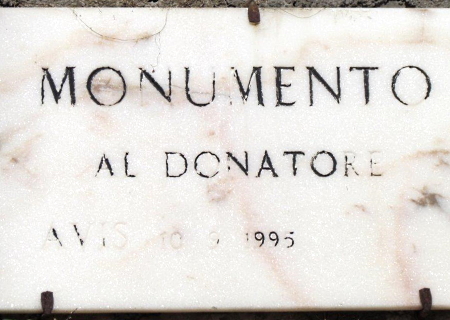 MONUMENTO
AL DONATORE
AVIS 10 9 1995